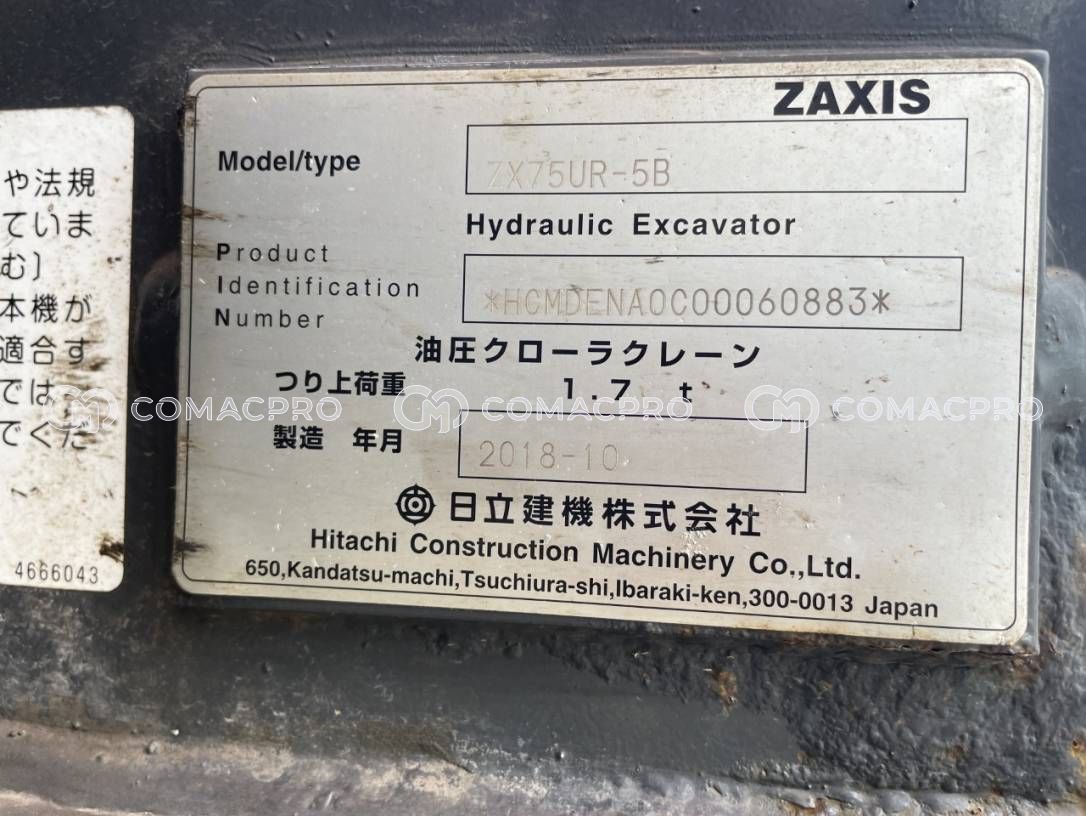 ZAXIS
Model/type ZX75UR-5B
Hydraulic Excavator
Product
Identification
Number
*HCMDENA0C00060883*
油圧クローラクレーン
つり上荷重 1.7 t
製造 年月 2018-10
日立建機株式会社
Hitachi Construction Machinery Co.,Ltd.
650,Kandatsu-machi,Tsuchiura-shi,Ibaraki-ken,300-0013 Japan
や法規
ていま
む)
本機が
適合す
では
でくだ
4666043
COMACPRO COMACPRO COMACPRO